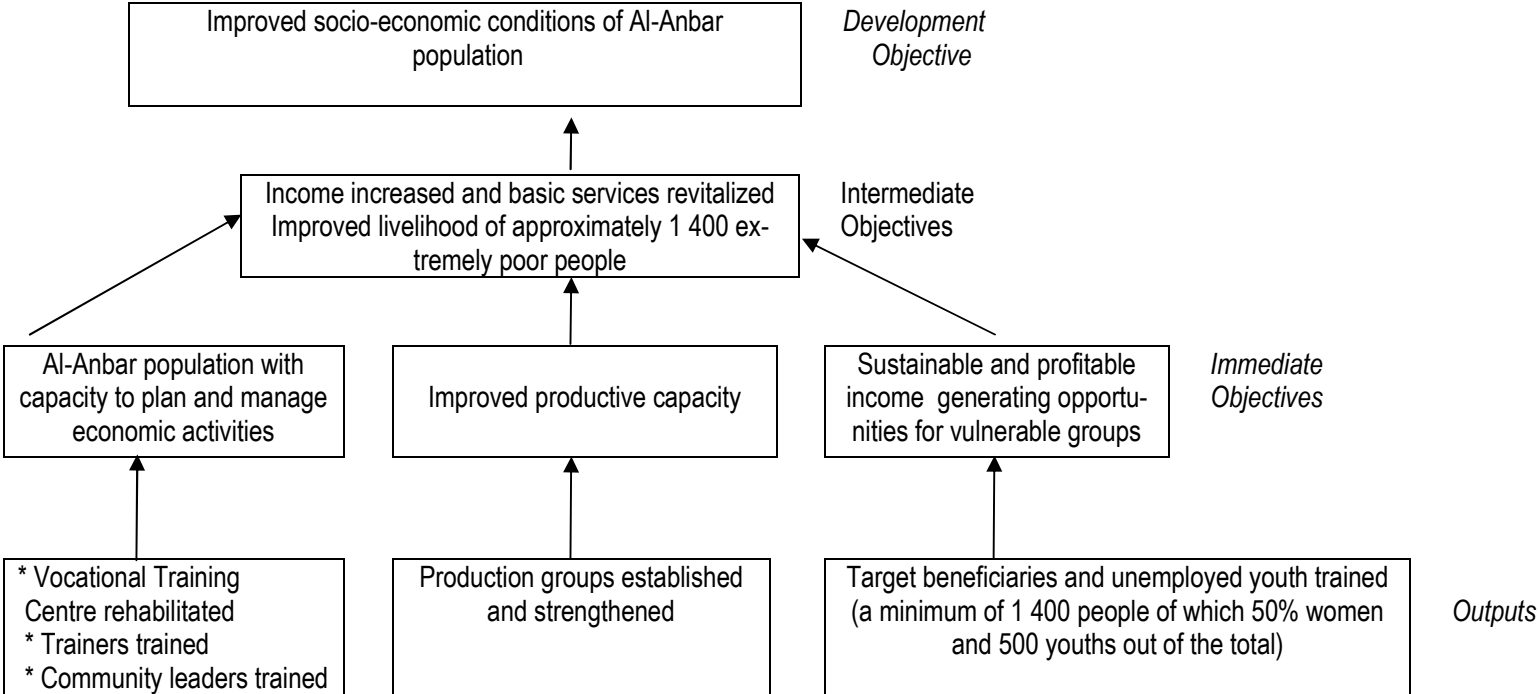 Improved socio-economic conditions of Al-Anbar
population
Development
Objective
Income increased and basic services revitalized
Improved livelihood of approximately 1 400 ex-
tremely poor people
Intermediate
Objectives
Al-Anbar population with
capacity to plan and manage
economic activities
Improved productive capacity
Sustainable and profitable
income generating opportu-
nities for vulnerable groups
Immediate
Objectives
* Vocational Training
Centre rehabilitated
* Trainers trained
* Community leaders trained
Production groups established
and strengthened
Target beneficiaries and unemployed youth trained
(a minimum of 1 400 people of which 50% women
and 500 youths out of the total)
Outputs